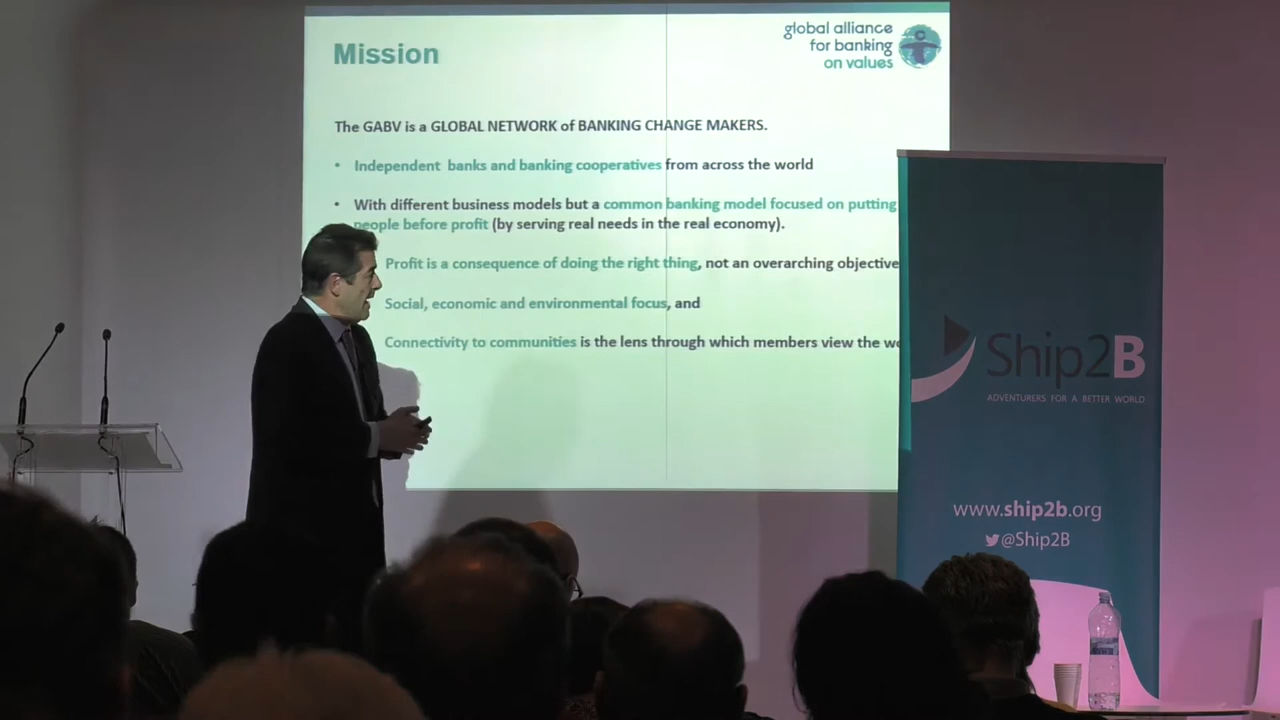 Mission
global alliance
for banking
on values
The GABV is a GLOBAL NETWORK of BANKING CHANGE MAKERS.
• Independent banks and banking cooperatives from across the world
• With different business models but a common banking model focused on putting
people before profit (by serving real needs in the real economy).
Profit is a consequence of doing the right thing, not an overarching objective
Social, economic and environmental focus, and
Connectivity to communities is the lens through which members view the
Ship2B
ADVENTURERS FOR A BETTER WORLD
www.ship2b.org
@Ship2B